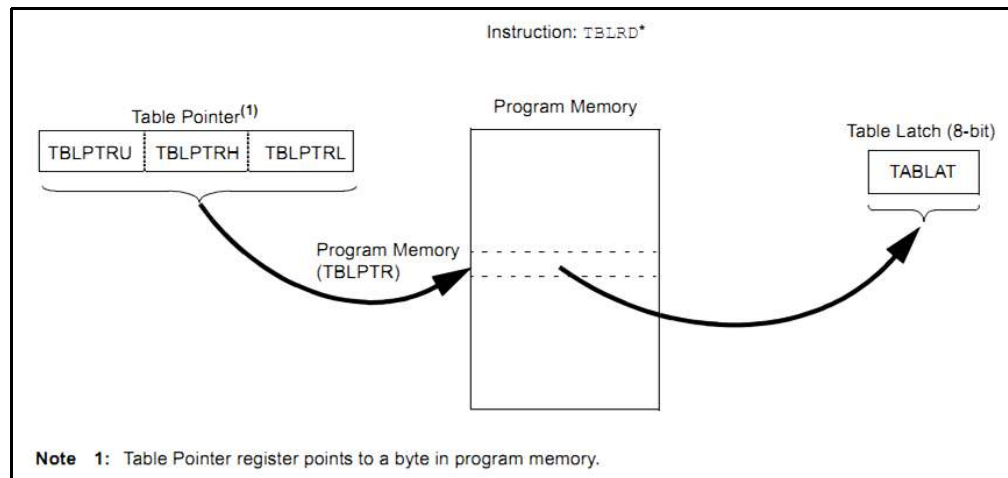 Instruction: TBLRD*
Table Pointer(1)
TBLPTRU TBLPTRH TBLPTRL
Program Memory
Table Latch (8-bit)
TABLAT
Program Memory
(TBLPTR)
Note 1: Table Pointer register points to a byte in program memory.